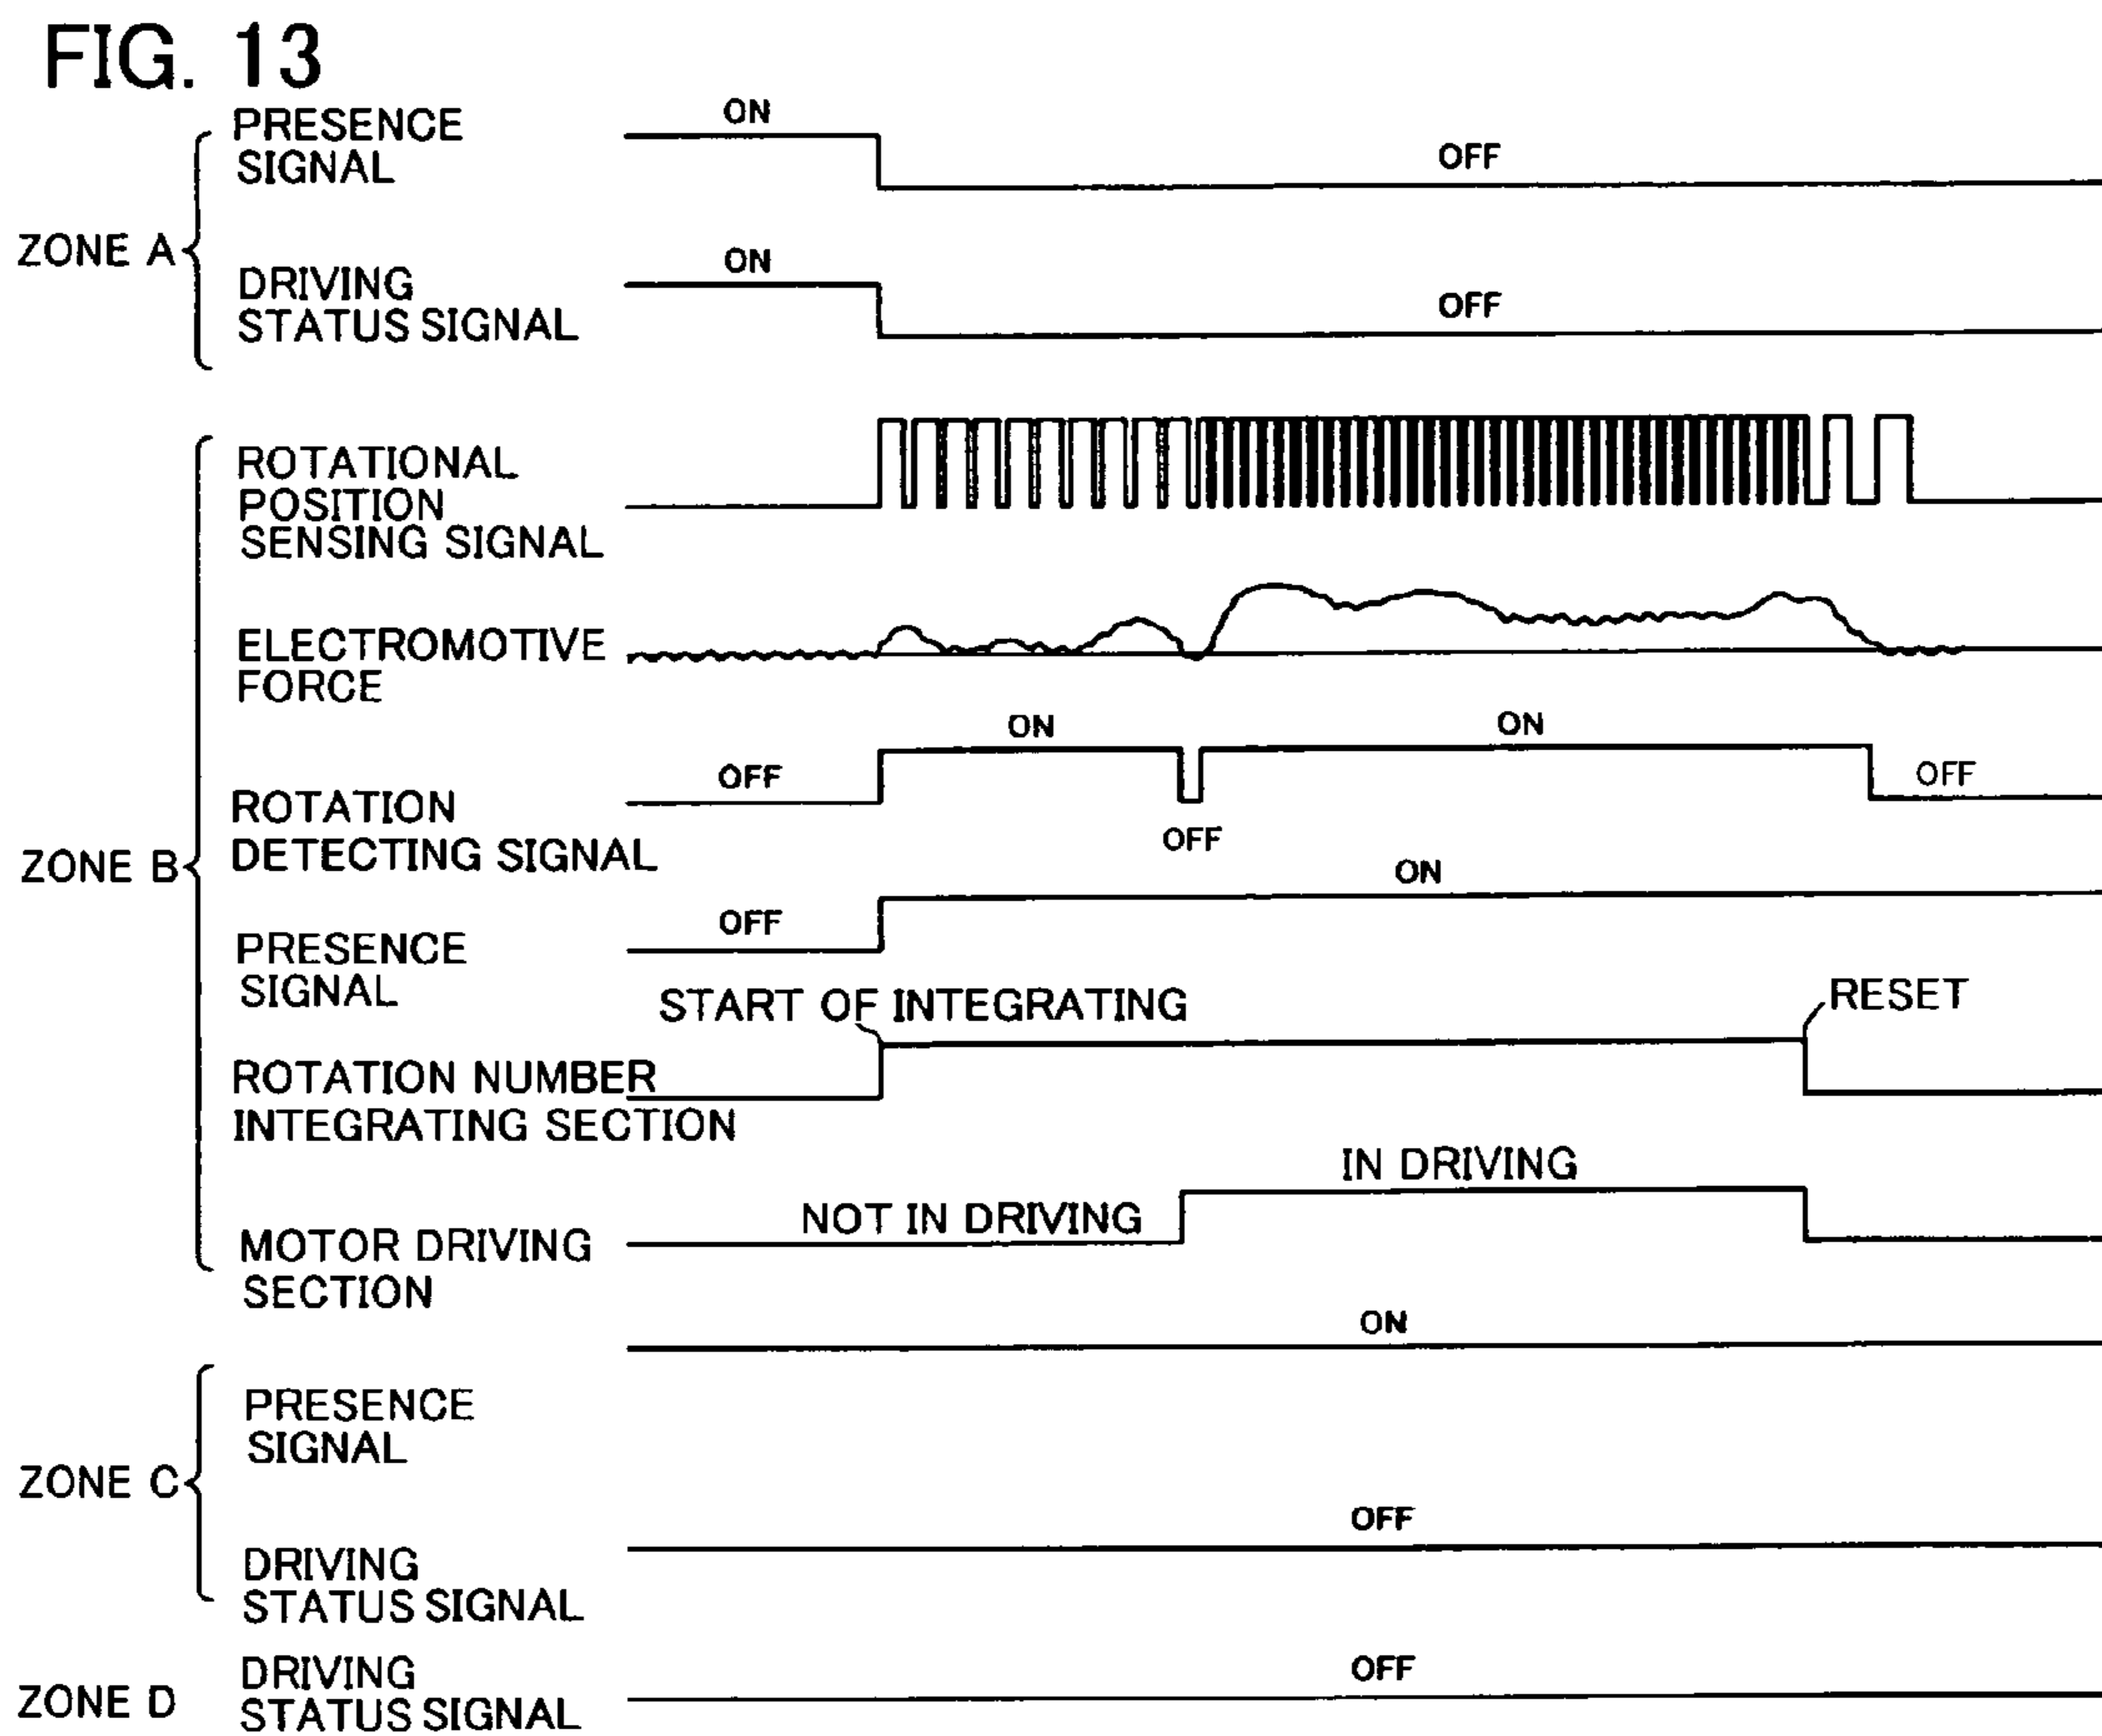 FIG. 13
ON
PRESENCE
SIGNAL
OFF
ZONE A
ON
DRIVING
STATUS SIGNAL
OFF
ROTATIONAL
POSITION
SENSING SIGNAL
ELECTROMOTIVE
FORCE
ON
ON
OFF
OFF
ROTATION
DETECTING SIGNAL
OFF
ZONE B
ON
OFF
PRESENCE
SIGNAL
START OF INTEGRATING
RESET
ROTATION NUMBER
INTEGRATING SECTION
IN DRIVING
NOT IN DRIVING
MOTOR DRIVING
SECTION
ON
PRESENCE
SIGNAL
ZONE C
OFF
DRIVING
STATUS SIGNAL
ZONE D
DRIVING
STATUS SIGNAL
OFF